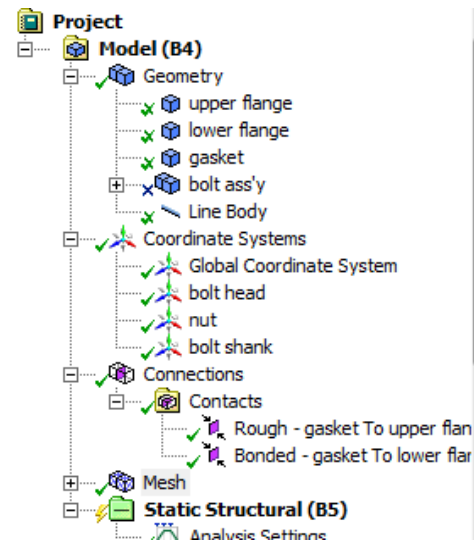 Project
Model (B4)
Geometry
upper flange
lower flange
gasket
bolt ass'y
Line Body
Coordinate Systems
Global Coordinate System
bolt head
nut
bolt shank
Connections
Contacts
Rough - gasket To upper flan
Bonded - gasket To lower flan
Mesh
Static Structural (B5)
Analysis Settings